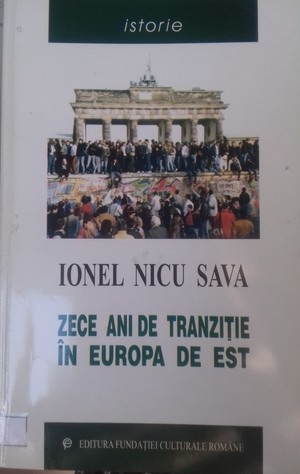 istorie
IONEL NICU SAVA
ZECE ANI DE TRANZIȚIE
ÎN EUROPA DE EST
EDITURA FUNDAȚIEI CULTURALE ROMÂNE